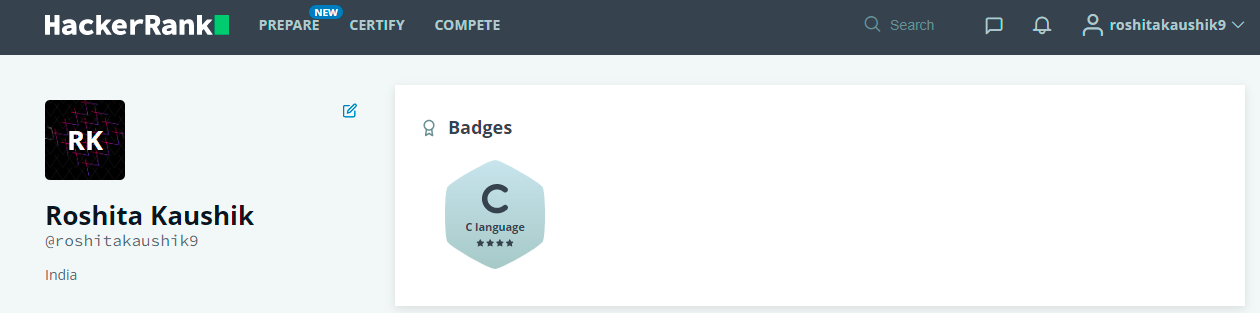 NEW
HackerRank PREPARE CERTIFY COMPETE Search roshitakaushik9
RK
Badges
C
C language
Roshita Kaushik
@roshitakaushik9
India